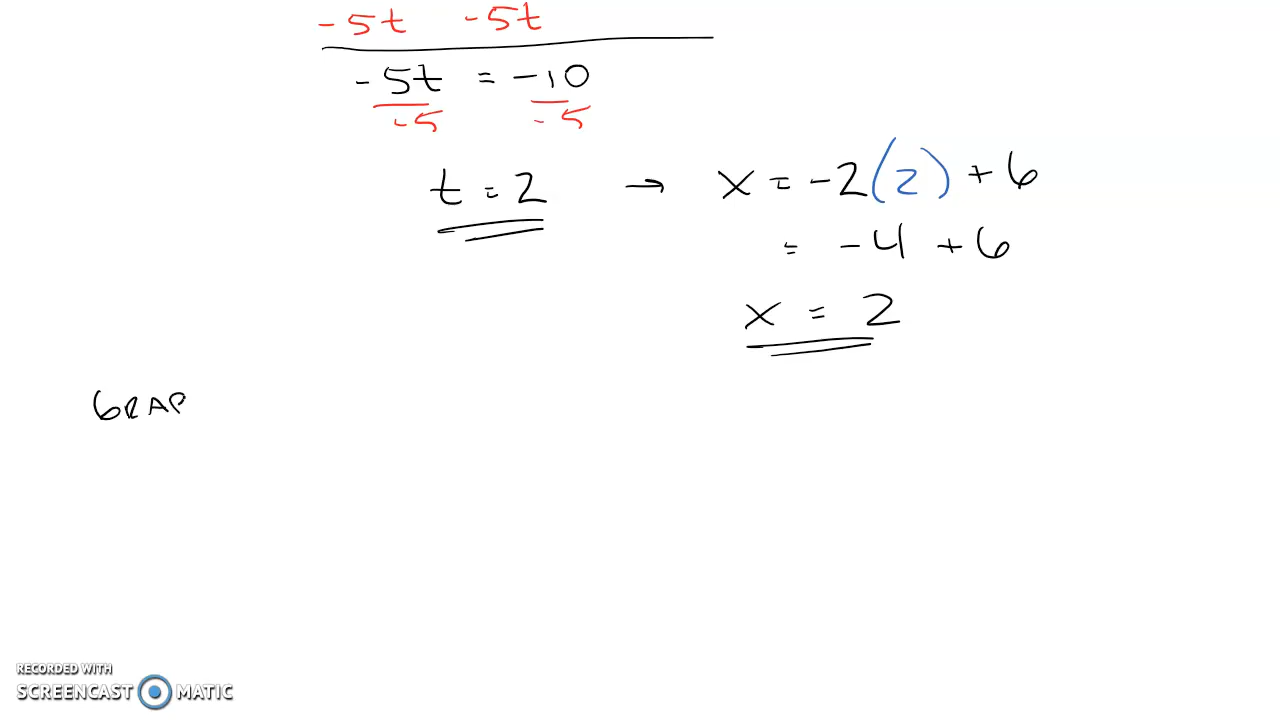 -5t -5t
-5t = -10
-5 -5
t = 2 → x = -2(2) + 6
= -4 + 6
x = 2
GRAP
RECORDED WITH
SCREENCAST MATIC